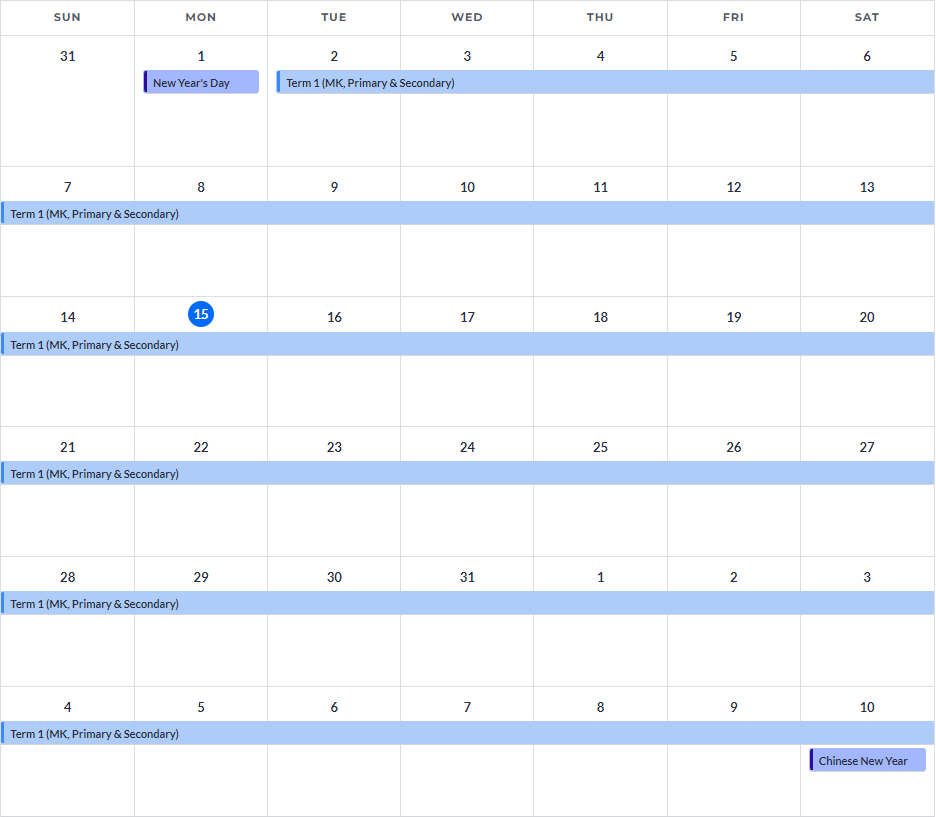 SUN MON TUE WED THU FRI SAT
31 1 2 3 4 5 6
New Year's Day Term 1 (MK, Primary & Secondary)
7 8 9 10 11 12 13
Term 1 (MK, Primary & Secondary)
14 15 16 17 18 19 20
Term 1 (MK, Primary & Secondary)
21 22 23 24 25 26 27
Term 1 (MK, Primary & Secondary)
28 29 30 31 1 2 3
Term 1 (MK, Primary & Secondary)
4 5 6 7 8 9 10
Term 1 (MK, Primary & Secondary)
Chinese New Year